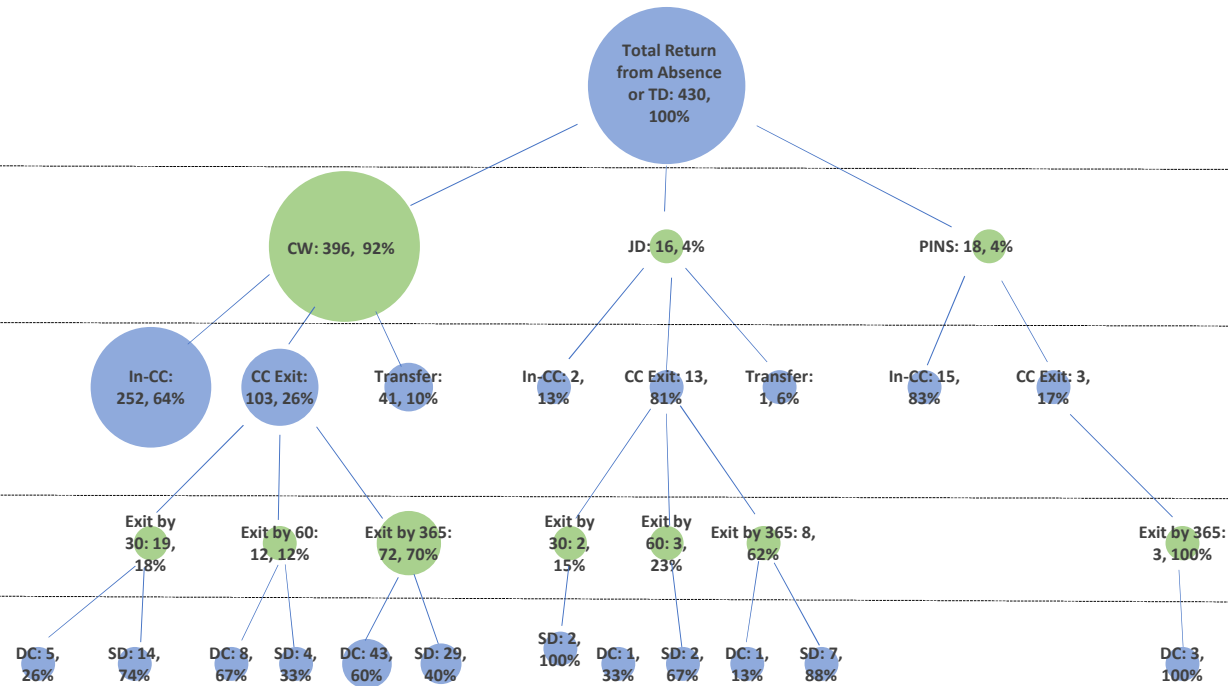 Total Return
from Absence
or TD: 430,
100%
CW: 396, 92%
JD: 16, 4%
PINS: 18, 4%
In-CC:
252, 64%
CC Exit:
103, 26%
Transfer:
41, 10%
In-CC: 2,
13%
CC Exit: 13,
81%
Transfer:
1, 6%
In-CC: 15,
83%
CC Exit: 3,
17%
Exit by
30: 19,
18%
Exit by 60:
12, 12%
Exit by 365:
72, 70%
Exit by
30: 2,
15%
Exit by
60: 3,
23%
Exit by 365: 8,
62%
Exit by 365:
3, 100%
DC: 5,
26%
SD: 14,
74%
DC: 8,
67%
SD: 4,
33%
DC: 43,
60%
SD: 29,
40%
SD: 2,
100%
DC: 1,
33%
SD: 2,
67%
DC: 1,
13%
SD: 7,
88%
DC: 3,
100%